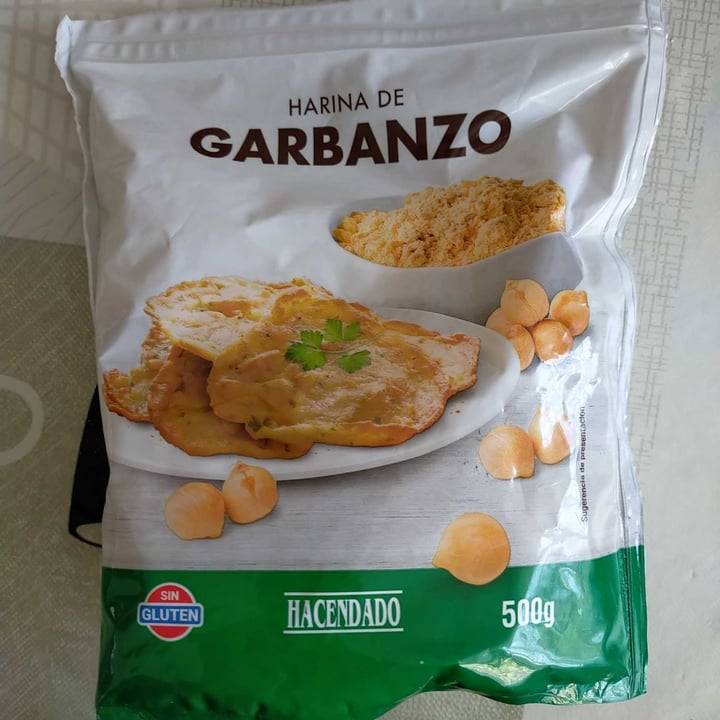 HARINA DE
GARBANZO
Sugerencia de presentación
SIN
GLUTEN
HACENDADO
500g